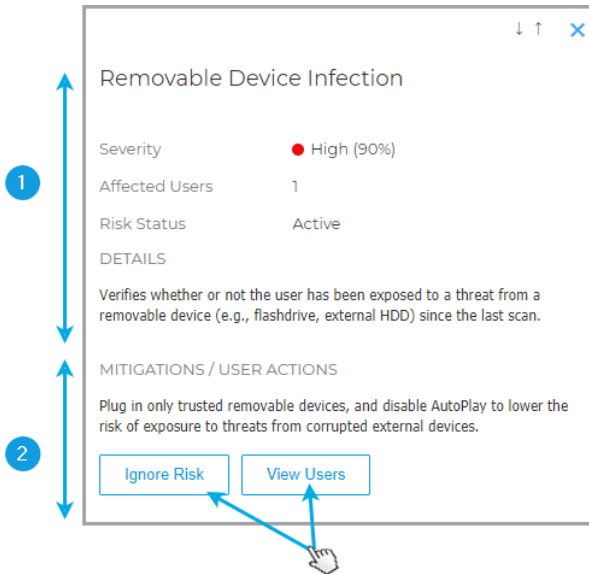 Removable Device Infection
1
Severity High (90%)
Affected Users 1
Risk Status Active
DETAILS
Verifies whether or not the user has been exposed to a threat from a
removable device (e.g., flashdrive, external HDD) since the last scan.
MITIGATIONS / USER ACTIONS
Plug in only trusted removable devices, and disable AutoPlay to lower the
risk of exposure to threats from corrupted external devices.
2
Ignore Risk View Users